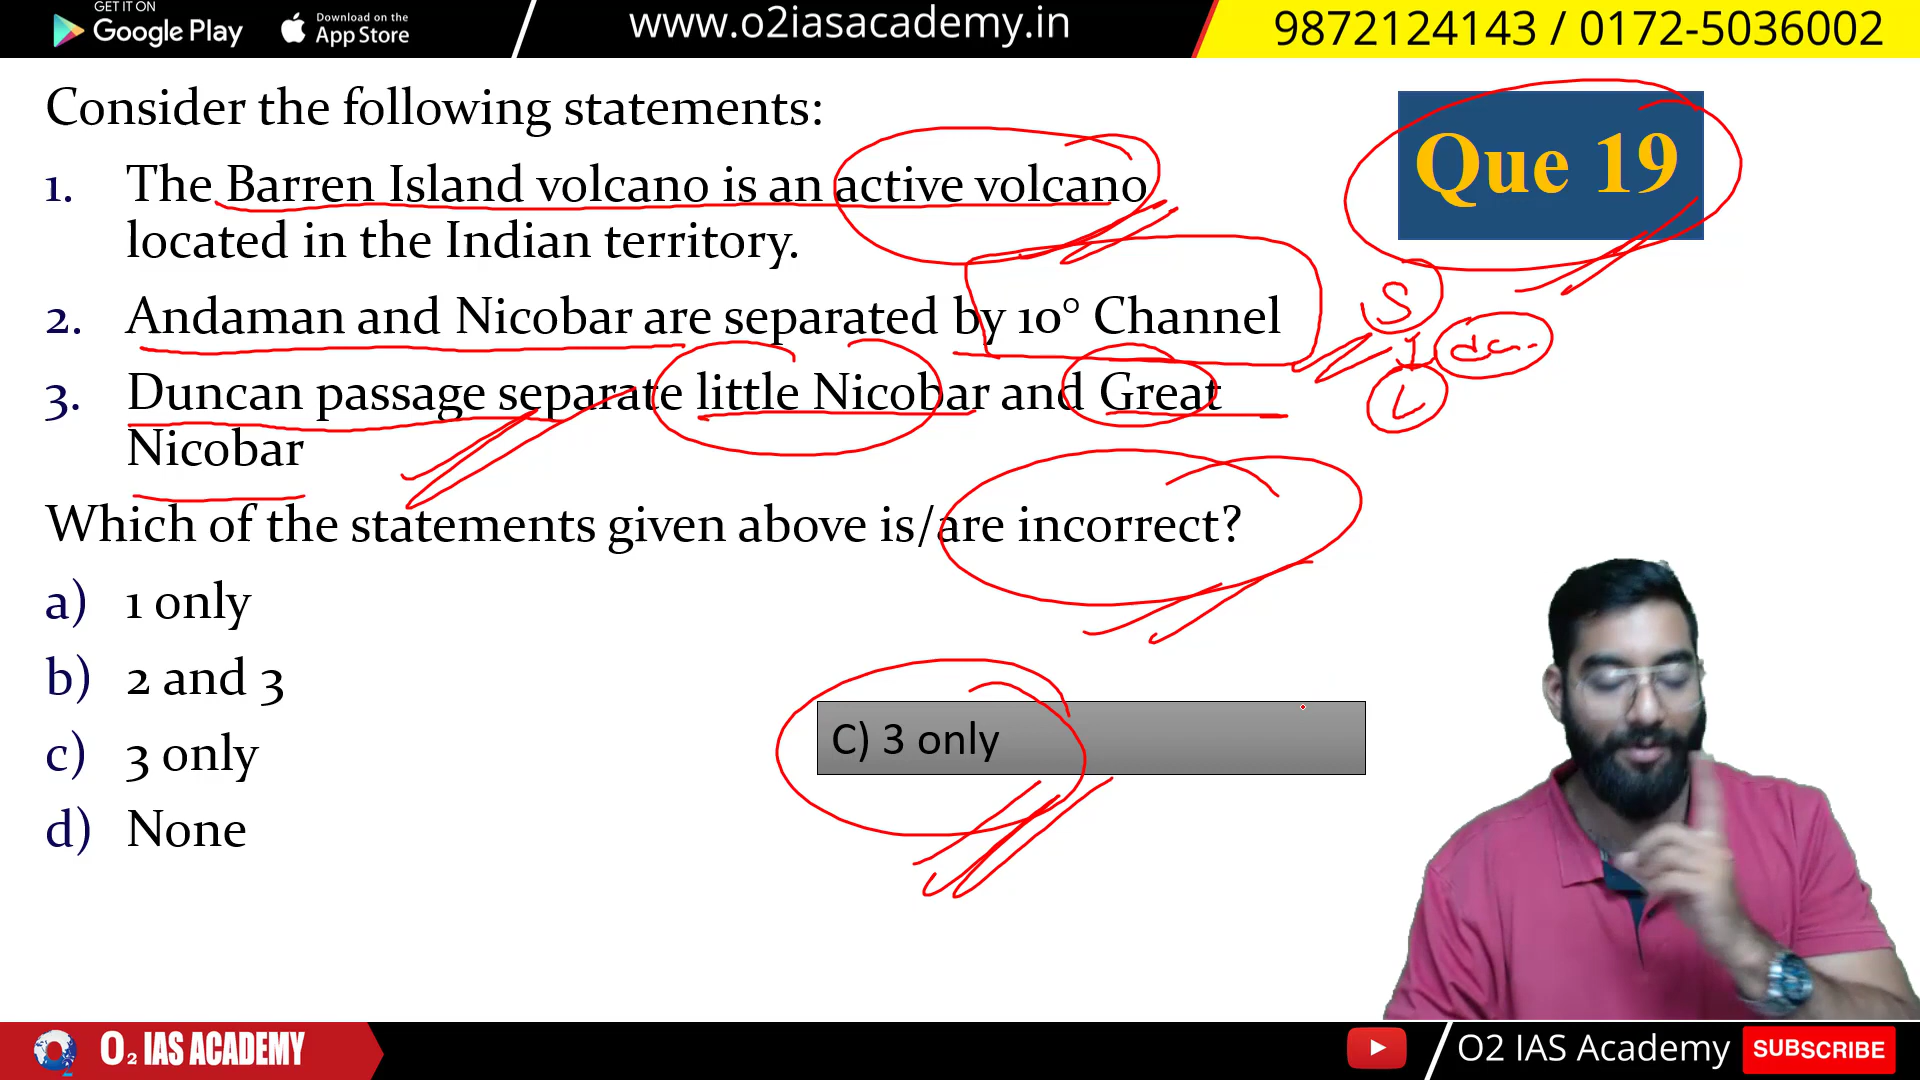 GET IT ON
Google Play
Download on the
App Store
www.o2iasacademy.in
9872124143 / 0172-5036002
Consider the following statements:
Que 19
1. The Barren Island volcano is an active volcano
located in the Indian territory.
2. Andaman and Nicobar are separated by 10° Channel
S
3. Duncan passage separate little Nicobar and Great
Nicobar
L
Which of the statements given above is/are incorrect?
a) 1 only
b) 2 and 3
c) 3 only
d) None
C) 3 only
O2 IAS ACADEMY
O2 IAS Academy
SUBSCRIBE